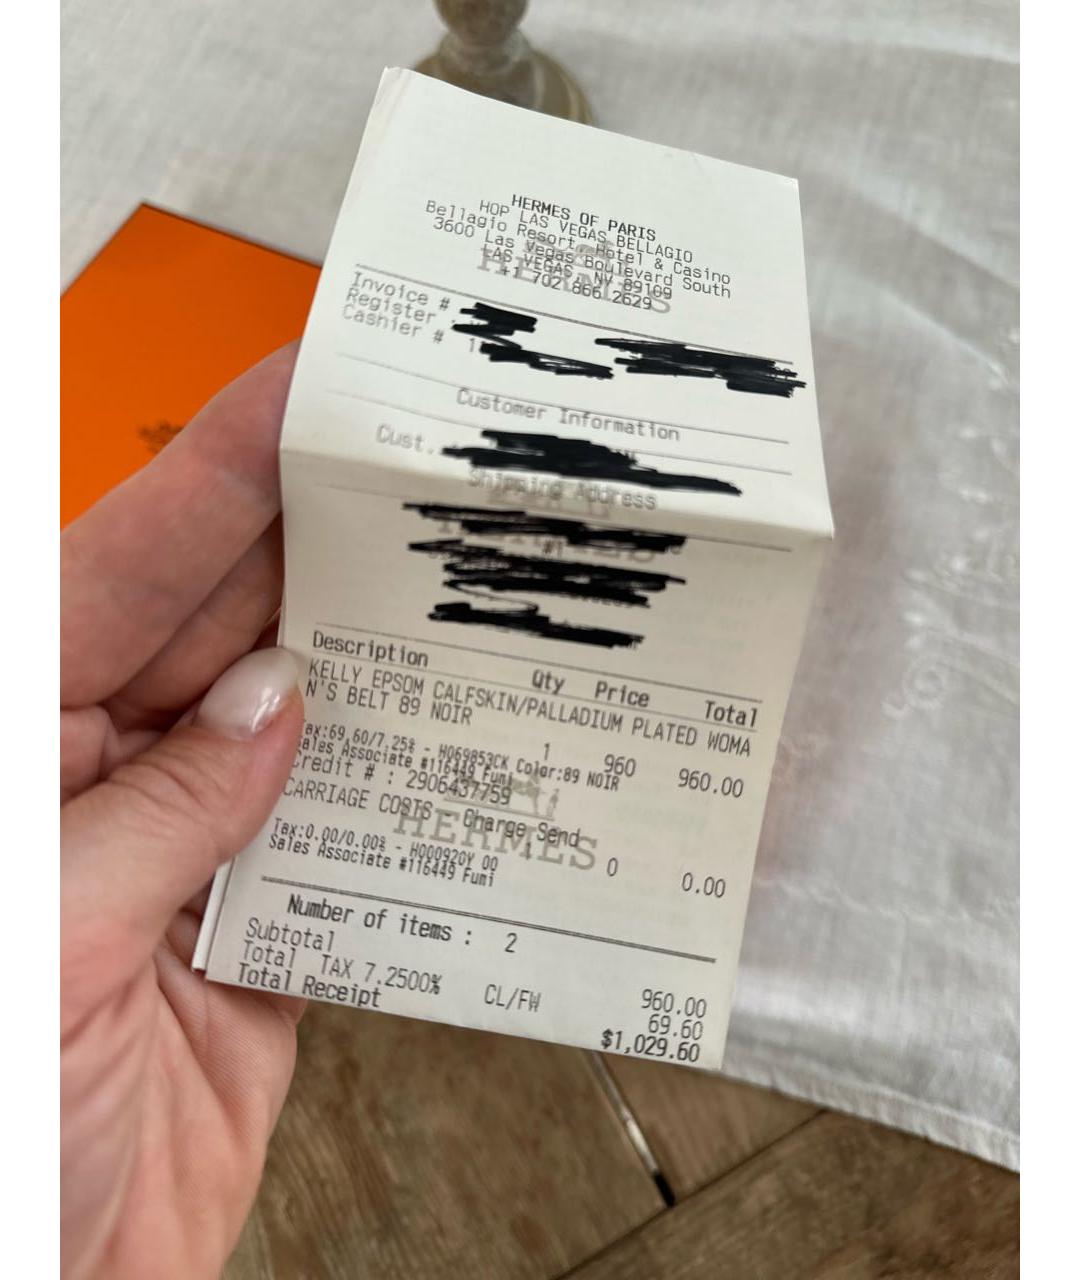 HERMES OF PARIS
HOP LAS VEGAS BELLAGIO
Bellagio Resort, Hotel & Casino
3600 Las Vegas Boulevard South
LAS VEGAS, NV 89109
+1 702 866 2629
HERMES
Invoice #
Register
Cashier # 1
Customer Information
Cust.
Shipping Address
#1
Description Qty Price Total
KELLY EPSOM CALFSKIN/PALLADIUM PLATED WOMA
N'S BELT 89 NOIR
1 960 960.00
Tax:69.60/7.25% - H069853CK Color:89 NOIR
Sales Associate #116449 Fumi
Credit # : 2906437759
CARRIAGE COSTS - Charge Send
1 0 0.00
HERMES
Tax:0.00/0.00% - H000920Y 00
Sales Associate #116449 Fumi
Number of items : 2
Subtotal 960.00
Total TAX 7.2500% CL/FW 69.60
Total Receipt $1,029.60